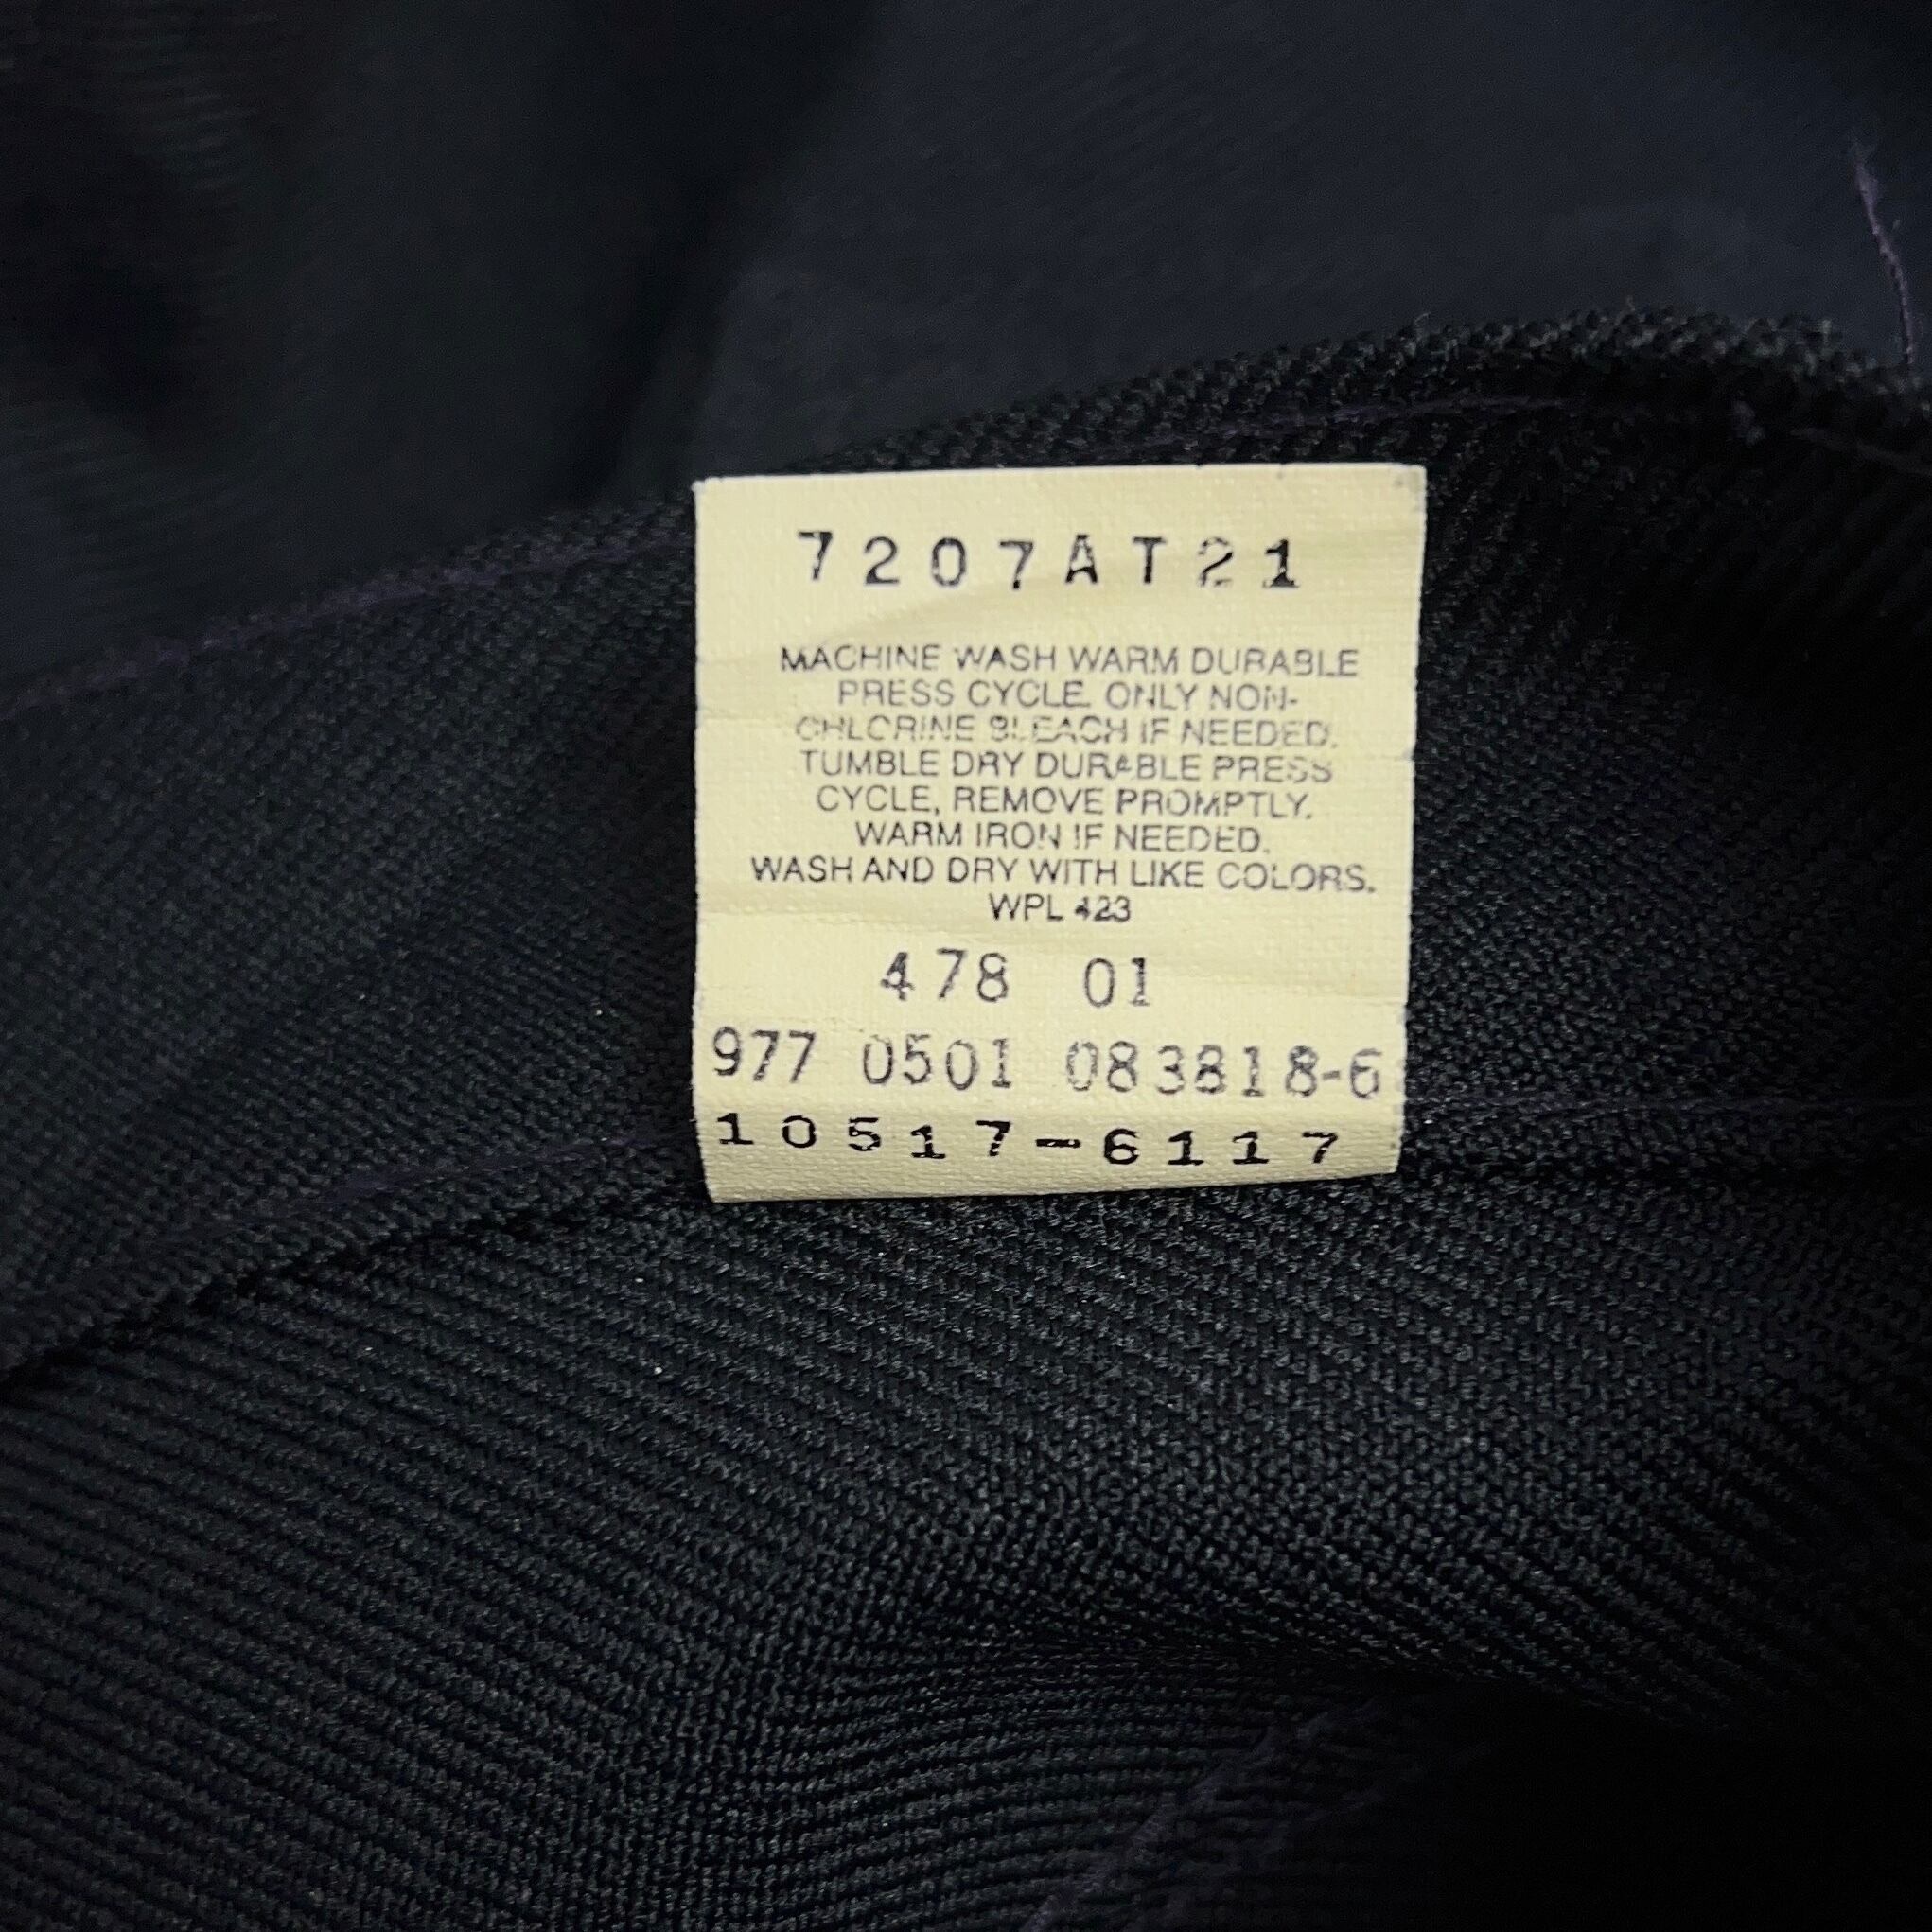 7207AT21
MACHINE WASH WARM DURABLE
PRESS CYCLE. ONLY NON-
CHLORINE BLEACH IF NEEDED.
TUMBLE DRY DURABLE PRESS
CYCLE, REMOVE PROMPTLY.
WARM IRON IF NEEDED.
WASH AND DRY WITH LIKE COLORS.
WPL 423
478 01
977 0501 083818-6
10517-6117